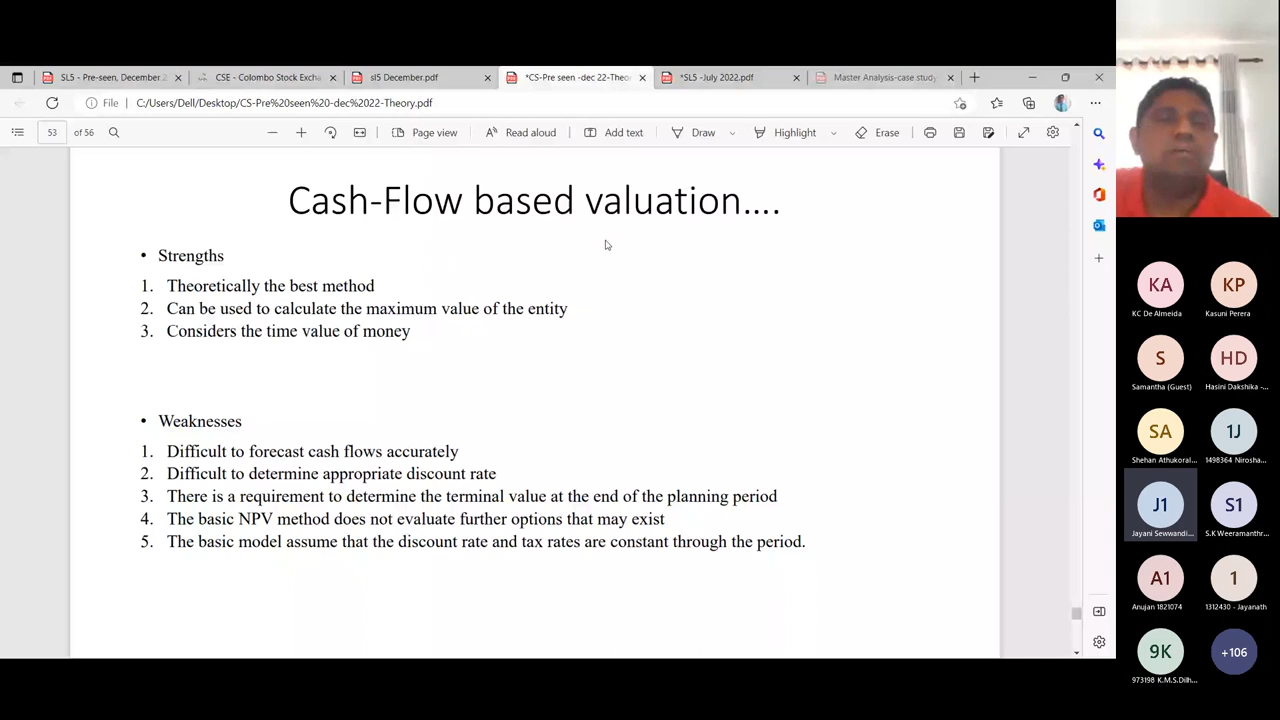 SL5 - Pre-seen, December.2
CSE - Colombo Stock Excha
sl5 December.pdf
*CS-Pre seen -dec 22-Theor
*SL5 -July 2022.pdf
Master Analysis-case study
File
C:/Users/Dell/Desktop/CS-Pre%20seen%20-dec%2022-Theory.pdf
53 of 56
Page view
Read aloud
Add text
Draw
Highlight
Erase
Cash-Flow based valuation….
• Strengths
1. Theoretically the best method
2. Can be used to calculate the maximum value of the entity
3. Considers the time value of money
• Weaknesses
1. Difficult to forecast cash flows accurately
2. Difficult to determine appropriate discount rate
3. There is a requirement to determine the terminal value at the end of the planning period
4. The basic NPV method does not evaluate further options that may exist
5. The basic model assume that the discount rate and tax rates are constant through the period.
KA
KP
KC De Almeida
Kasuni Perera
S
HD
Samantha (Guest)
Hasini Dakshika -...
SA
1J
Shehan Athukoral...
1498364 Nirosha...
J1
S1
Jayani Sewwandi...
S.K Weeramanthr...
A1
1
Anujan 1821074
1312430 - Jayanath
9K
+106
973198 K.M.S.Dilh...